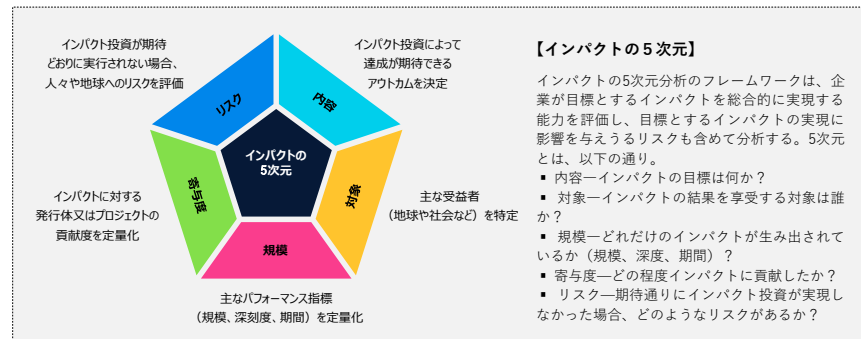 インパクト投資が期待
どおりに実行されない場合、
人々や地球へのリスクを評価
インパクト投資によって
達成が期待できる
アウトカムを決定
リスク
内容
インパクトの
5次元
寄与度
対象
規模
インパクトに対する
発行体又はプロジェクトの
貢献度を定量化
主な受益者
（地球や社会など）を特定
主なパフォーマンス指標
（規模、深刻度、期間）を定量化
【インパクトの５次元】
インパクトの5次元分析のフレームワークは、企
業が目標とするインパクトを総合的に実現する
能力を評価し、目標とするインパクトの実現に
影響を与えうるリスクも含めて分析する。5次元
とは、以下の通り。
▪ 内容―インパクトの目標は何か？
▪ 対象―インパクトの結果を享受する対象は誰
か？
▪ 規模―どれだけのインパクトが生み出されて
いるか（規模、深度、期間）？
▪ 寄与度―どの程度インパクトに貢献したか？
▪ リスク―期待通りにインパクト投資が実現し
なかった場合、どのようなリスクがあるか？